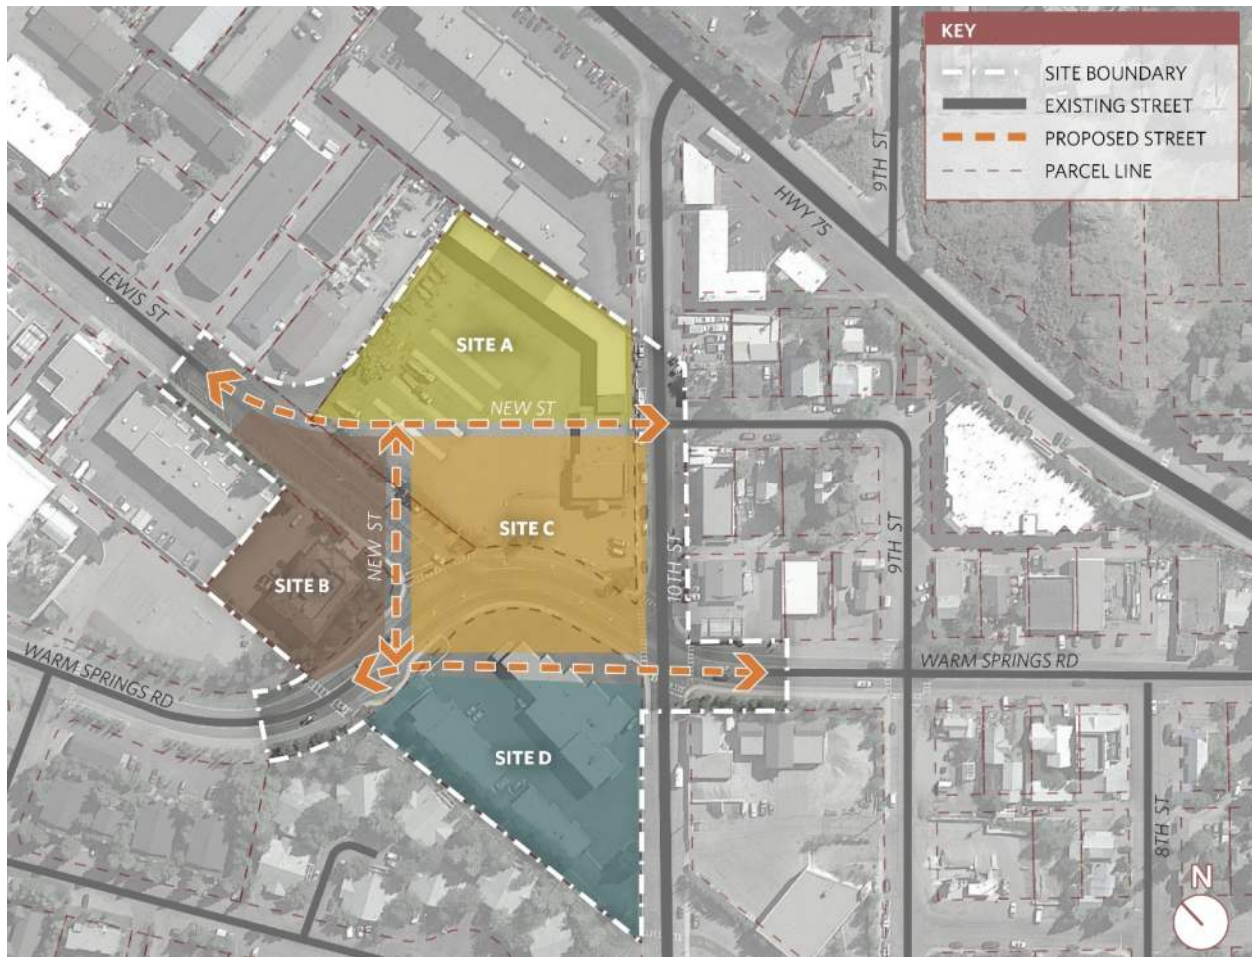 KEY
SITE BOUNDARY
EXISTING STREET
PROPOSED STREET
PARCEL LINE
9TH ST
HWY 75
LEWIS ST
SITE A
NEW ST
SITE C
NEW ST
SITE B
10TH ST
9TH ST
WARM SPRINGS RD
WARM SPRINGS RD
SITE D
8TH ST
N